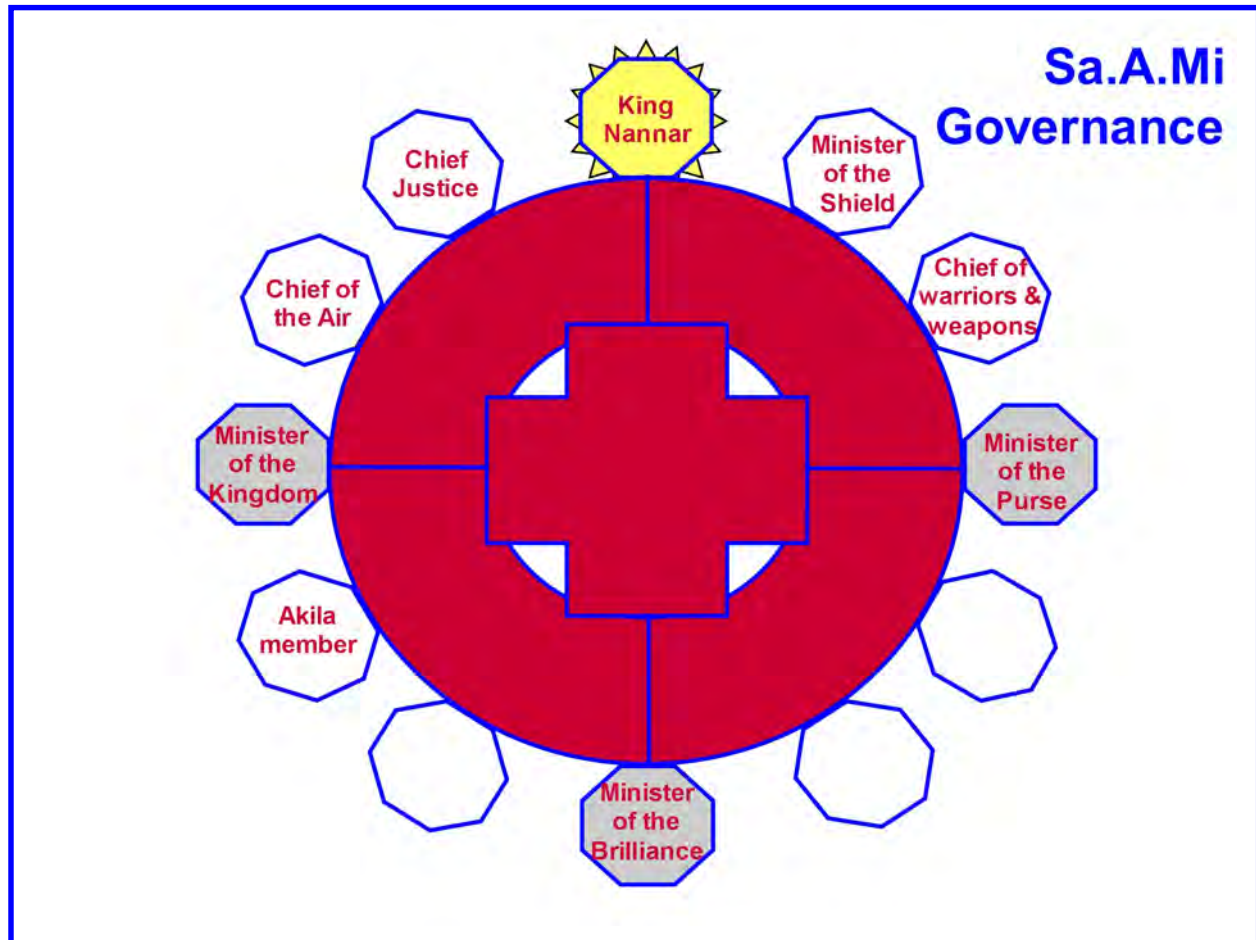 Sa.A.Mi
Governance
King
Nannar
Chief
Justice
Minister
of the
Shield
Chief of
the Air
Chief of
warriors &
weapons
Minister
of the
Kingdom
Minister
of the
Purse
Akila
member
Minister
of the
Brilliance